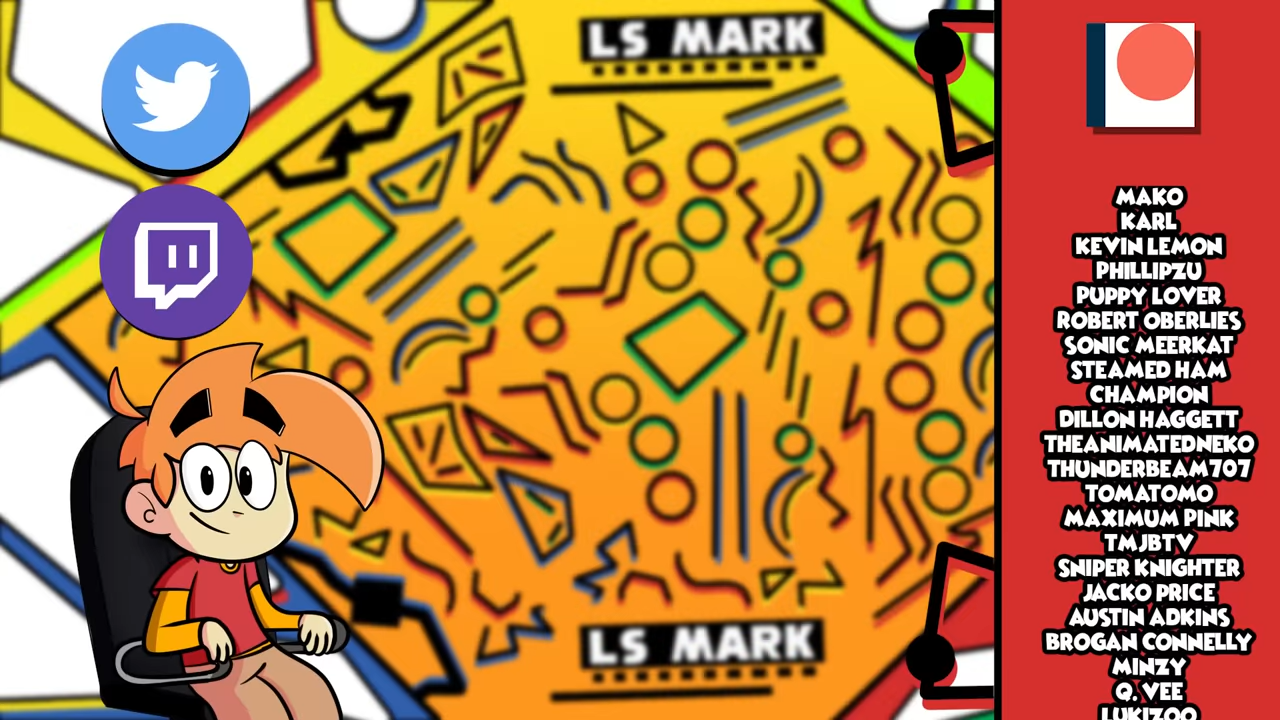 LS MARK
MAKO
KARL
KEVIN LEMON
PHILLIPZU
PUPPY LOVER
ROBERT OBERLIES
SONIC MEERKAT
STEAMED HAM
CHAMPION
DILLON HAGGETT
THEANIMATEDNEKO
THUNDERBEAM707
TOMATOMO
MAXIMUM PINK
TMJBTV
SNIPER KNIGHTER
JACKO PRICE
AUSTIN ADKINS
BROGAN CONNELLY
MINZY
Q. VEE
LUKIZOO
LS MARK